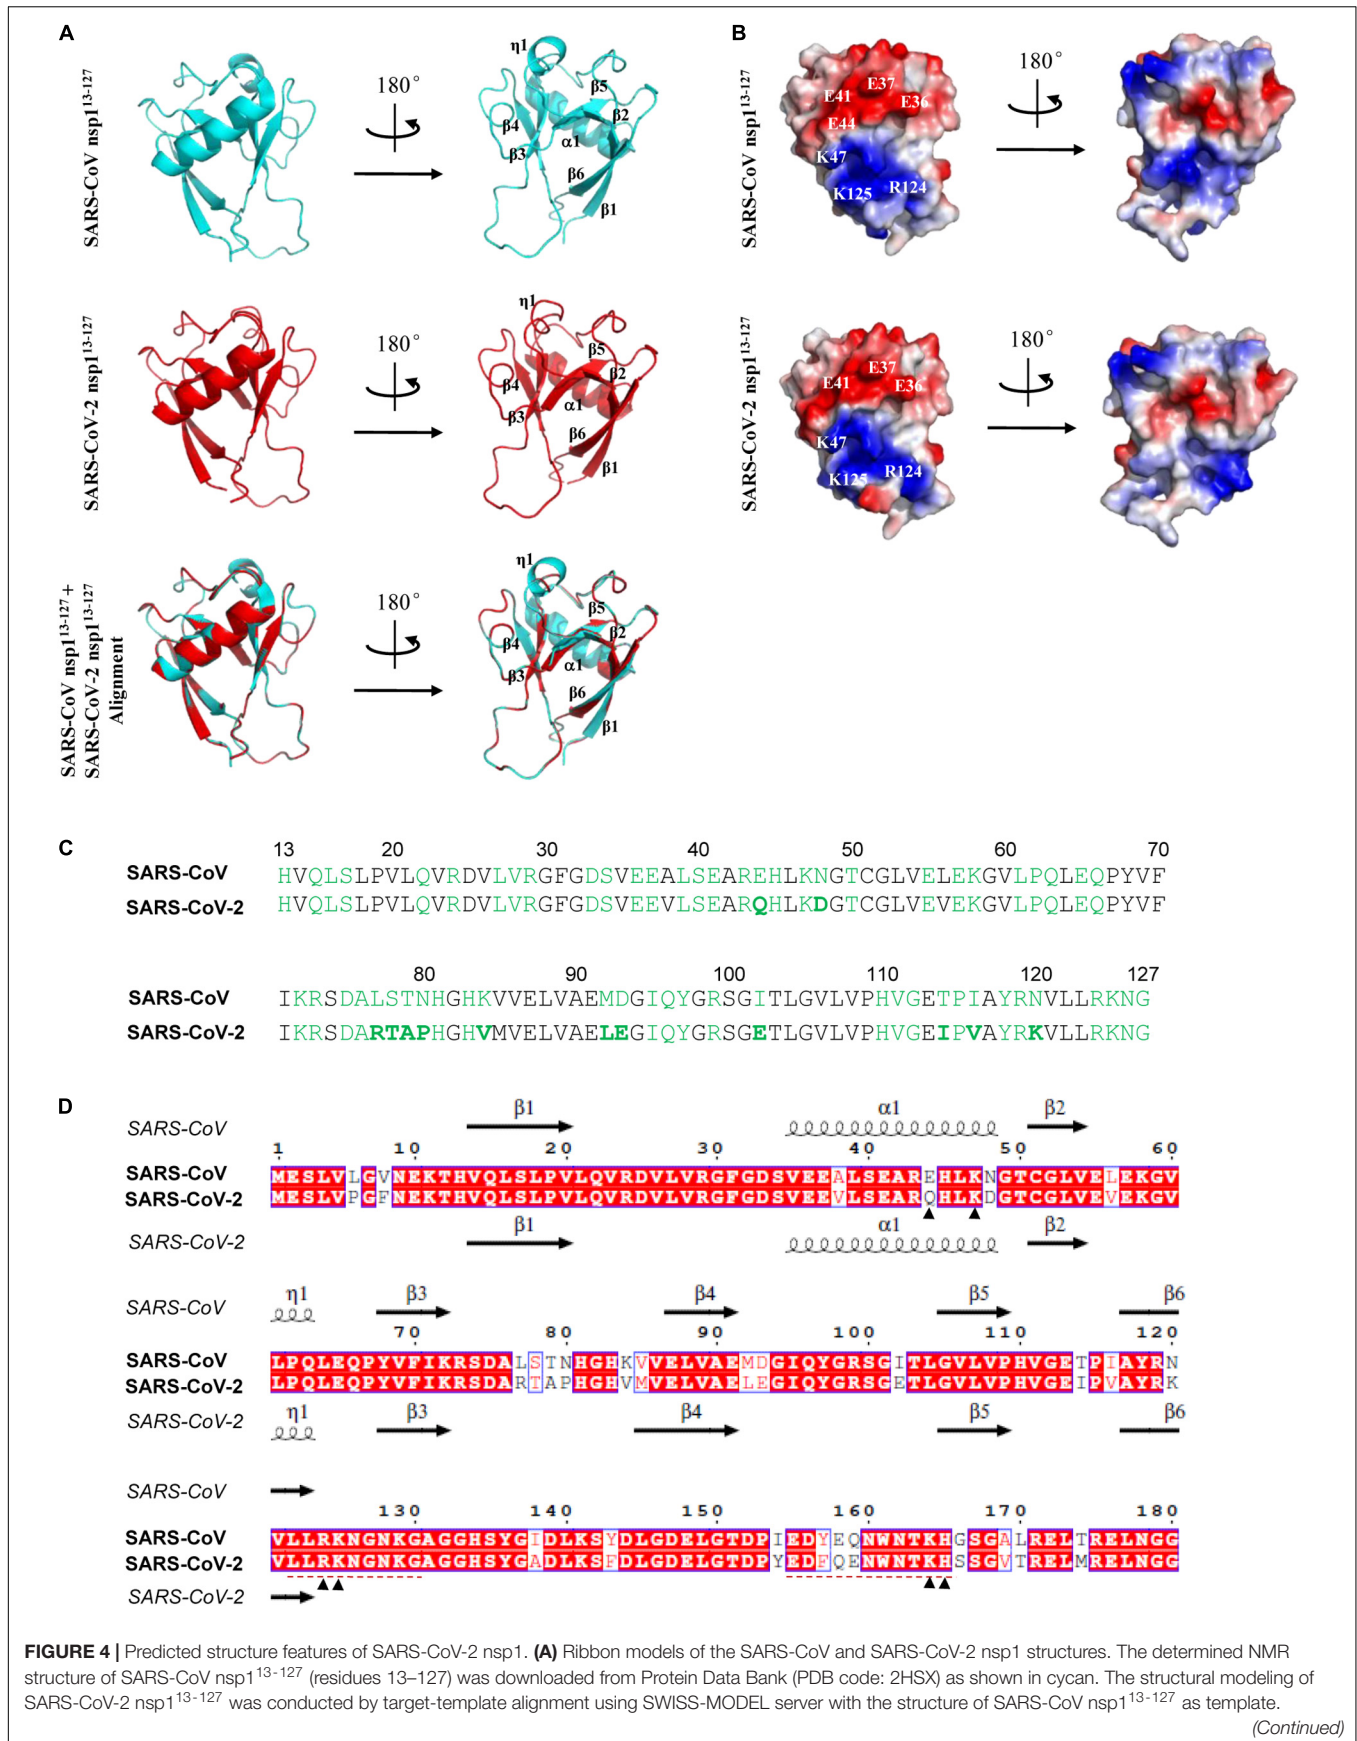 A
B
SARS-CoV nsp1¹³⁻¹²⁷
180°
η1
β5
β4
β2
β3
α1
β6
β1
SARS-CoV nsp1¹³⁻¹²⁷
E37
E41
E36
E44
K47
K125
R124
180°
SARS-CoV-2 nsp1¹³⁻¹²⁷
180°
η1
β5
β4
β2
β3
α1
β6
β1
SARS-CoV-2 nsp1¹³⁻¹²⁷
E37
E41
E36
K47
K125
R124
180°
SARS-CoV nsp1¹³⁻¹²⁷+
SARS-CoV-2 nsp1¹³⁻¹²⁷
Alignment
180°
η1
β5
β4
β2
β3
α1
β6
β1
C
13 20 30 40 50 60 70
SARS-CoV HVQLSLPVLQVRDVLVRGFGDSVEEALSEAREHLKNGTCGLVELEKGVLPQLEQPYVF
SARS-CoV-2 HVQLSLPVLQVRDVLVRGFGDSVEEVLSEARQHLKDGTCGLVEVEKGVLPQLEQPYVF
80 90 100 110 120 127
SARS-CoV IKRSDALSTNHGHKVVELVAEMDGIQYGRSGITLGVLVPHVGETPIAYRNVLLRKNG
SARS-CoV-2 IKRSDARTAPHGHVMVELVAELEGIQYGRSGETLGVLVPHVGEIPVAYRKVLLRKNG
D
SARS-CoV β1 α1 β2
1 10 20 30 40 50 60
SARS-CoV MESLVLGVNEKTHVQLSLPVLQVRDVLVRGFGDSVEEALSEAREHLKNGTCGLVELEKGV
SARS-CoV-2 MESLVPGFNEKTHVQLSLPVLQVRDVLVRGFGDSVEEVLSEARQHLKDGTCGLVEVEKGV
SARS-CoV-2 β1 α1 β2
SARS-CoV η1 β3 β4 β5 β6
70 80 90 100 110 120
SARS-CoV LPQLEQPYVFIKRSDALSTNHGHKVVELVAEMDGIQYGRSGITLGVLVPHVGETPIAYRN
SARS-CoV-2 LPQLEQPYVFIKRSDARTAPHGHVMVELVAELEGIQYGRSGETLGVLVPHVGEIPVAYRK
SARS-CoV-2 η1 β3 β4 β5 β6
SARS-CoV
130 140 150 160 170 180
SARS-CoV VLLRKNGNKGAGGHSYGIDLKSYDLGDELGTDPIEDYEQNWNTKHGSGALRELTRELNGG
SARS-CoV-2 VLLRKNGNKGAGGHSYGADLKSFDLGDELGTDPYEDFQENWNTKHSSGVTRELMRELNGG
SARS-CoV-2
FIGURE 4 | Predicted structure features of SARS-CoV-2 nsp1. (A) Ribbon models of the SARS-CoV and SARS-CoV-2 nsp1 structures. The determined NMR
structure of SARS-CoV nsp1¹³⁻¹²⁷ (residues 13–127) was downloaded from Protein Data Bank (PDB code: 2HSX) as shown in cycan. The structural modeling of
SARS-CoV-2 nsp1¹³⁻¹²⁷ was conducted by target-template alignment using SWISS-MODEL server with the structure of SARS-CoV nsp1¹³⁻¹²⁷ as template.
(Continued)